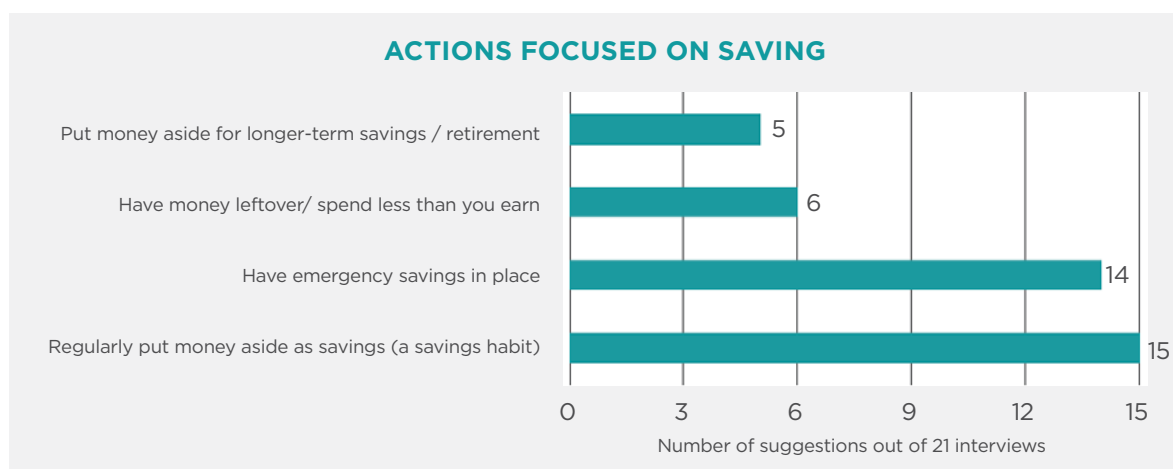 ACTIONS FOCUSED ON SAVING
Put money aside for longer-term savings / retirement
5
Have money leftover/ spend less than you earn
6
Have emergency savings in place
14
Regularly put money aside as savings (a savings habit)
15
0 3 6 9 12 15
Number of suggestions out of 21 interviews